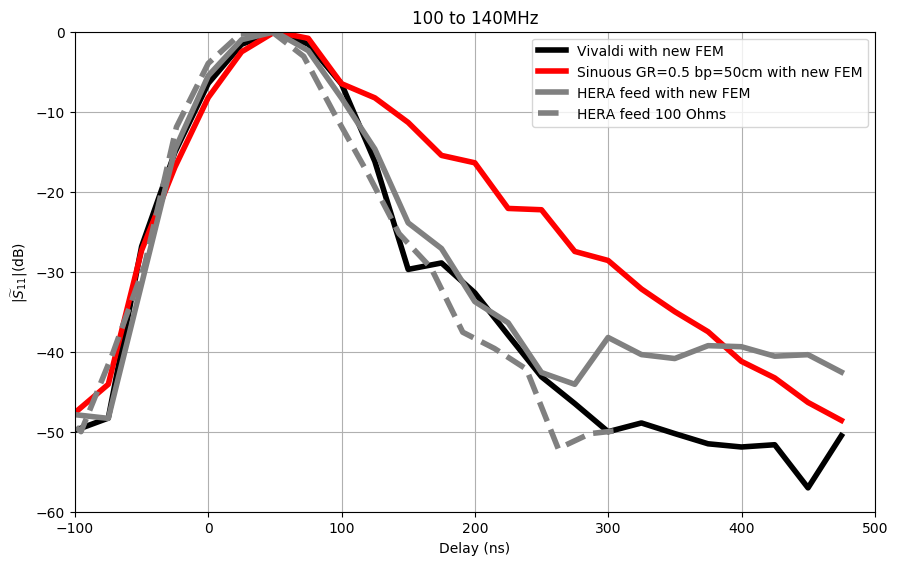 100 to 140MHz
0
−10
−20
−30
−40
−50
−60
|S̃₁₁|(dB)
Vivaldi with new FEM
Sinuous GR=0.5 bp=50cm with new FEM
HERA feed with new FEM
HERA feed 100 Ohms
−100 0 100 200 300 400 500
Delay (ns)